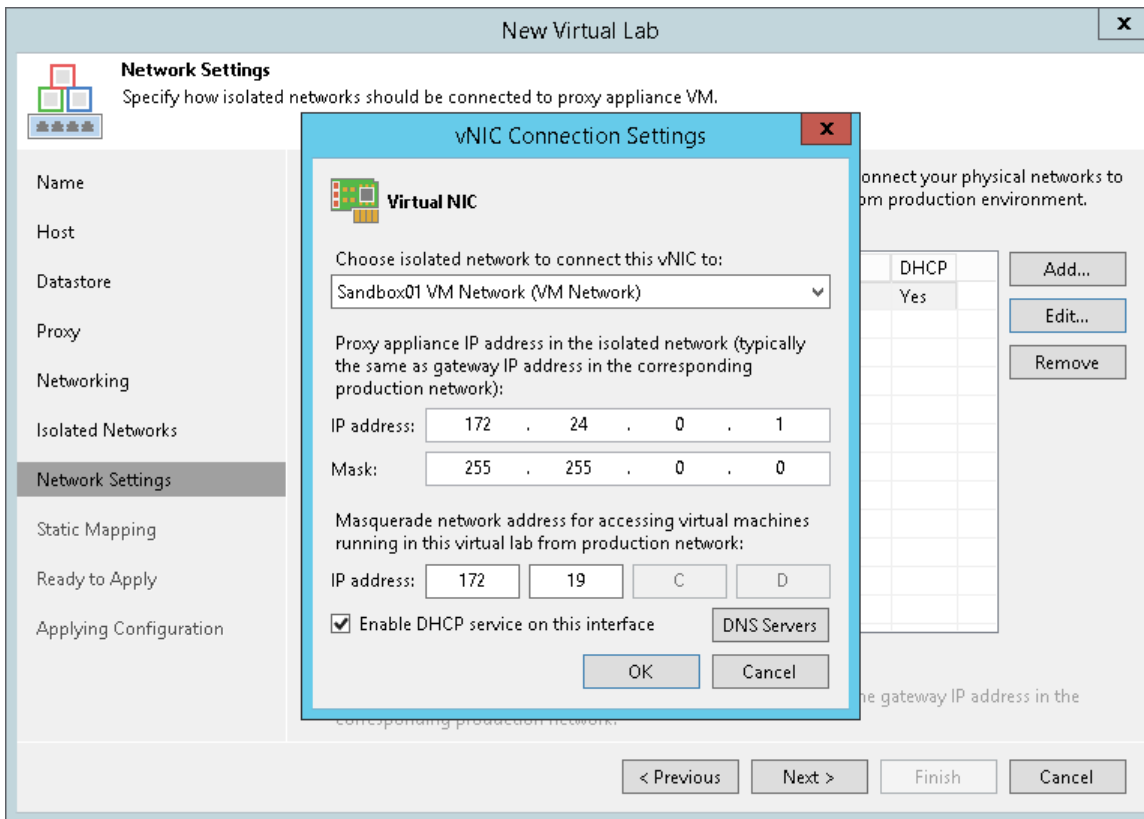 New Virtual Lab
x
Network Settings
Specify how isolated networks should be connected to proxy appliance VM.
Name
Host
Datastore
Proxy
Networking
Isolated Networks
Network Settings
Static Mapping
Ready to Apply
Applying Configuration
onnect your physical networks to
om production environment.
DHCP
Yes
Add...
Edit...
Remove
vNIC Connection Settings
x
Virtual NIC
Choose isolated network to connect this vNIC to:
Sandbox01 VM Network (VM Network)
Proxy appliance IP address in the isolated network (typically
the same as gateway IP address in the corresponding
production network):
IP address: 172 . 24 . 0 . 1
Mask: 255 . 255 . 0 . 0
Masquerade network address for accessing virtual machines
running in this virtual lab from production network:
IP address: 172 19 C D
Enable DHCP service on this interface
DNS Servers
OK
Cancel
he gateway IP address in the
corresponding production network.
< Previous
Next >
Finish
Cancel